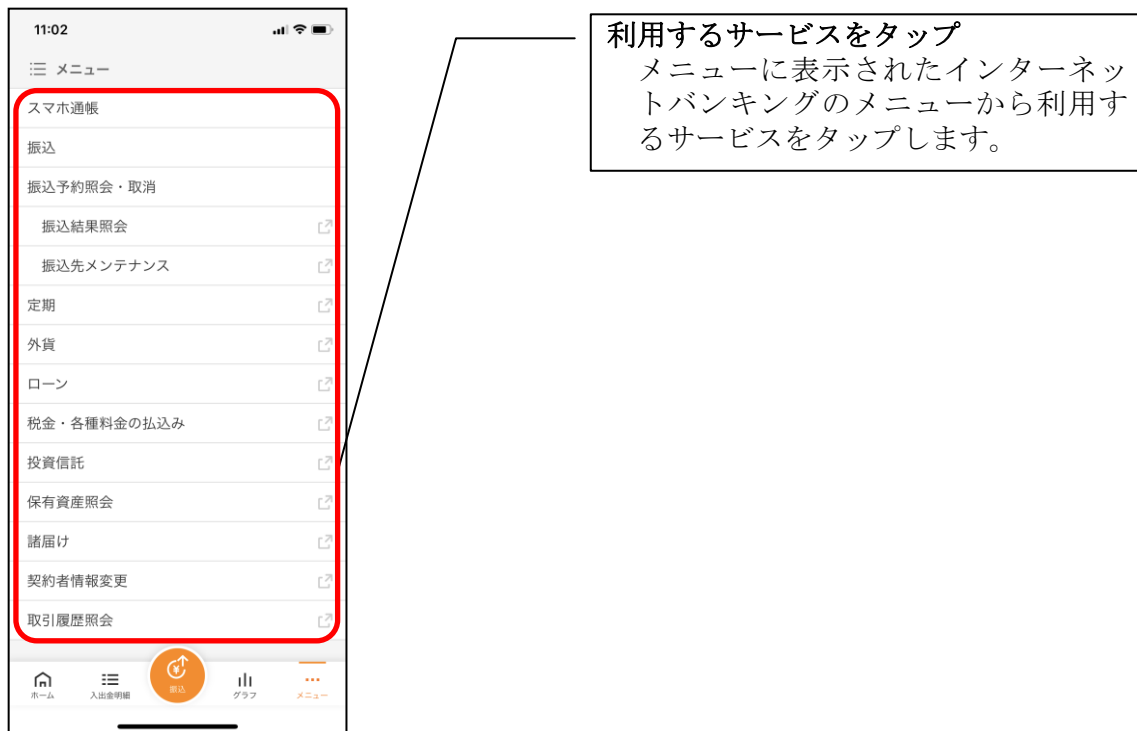 11:02
メニュー
スマホ通帳
振込
振込予約照会・取消
振込結果照会
振込先メンテナンス
定期
外貨
ローン
税金・各種料金の払込み
投資信託
保有資産照会
諸届け
契約者情報変更
取引履歴照会
ホーム
入出金明細
振込
グラフ
メニュー
利用するサービスをタップ
メニューに表示されたインターネッ
トバンキングのメニューから利用す
るサービスをタップします。